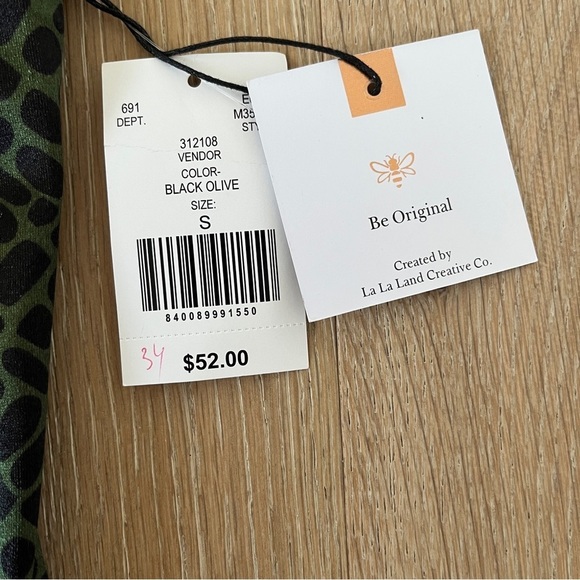 691
DEPT.
312108
VENDOR
COLOR-
BLACK OLIVE
SIZE:
S
840089991550
34 $52.00
Be Original
Created by
La La Land Creative Co.